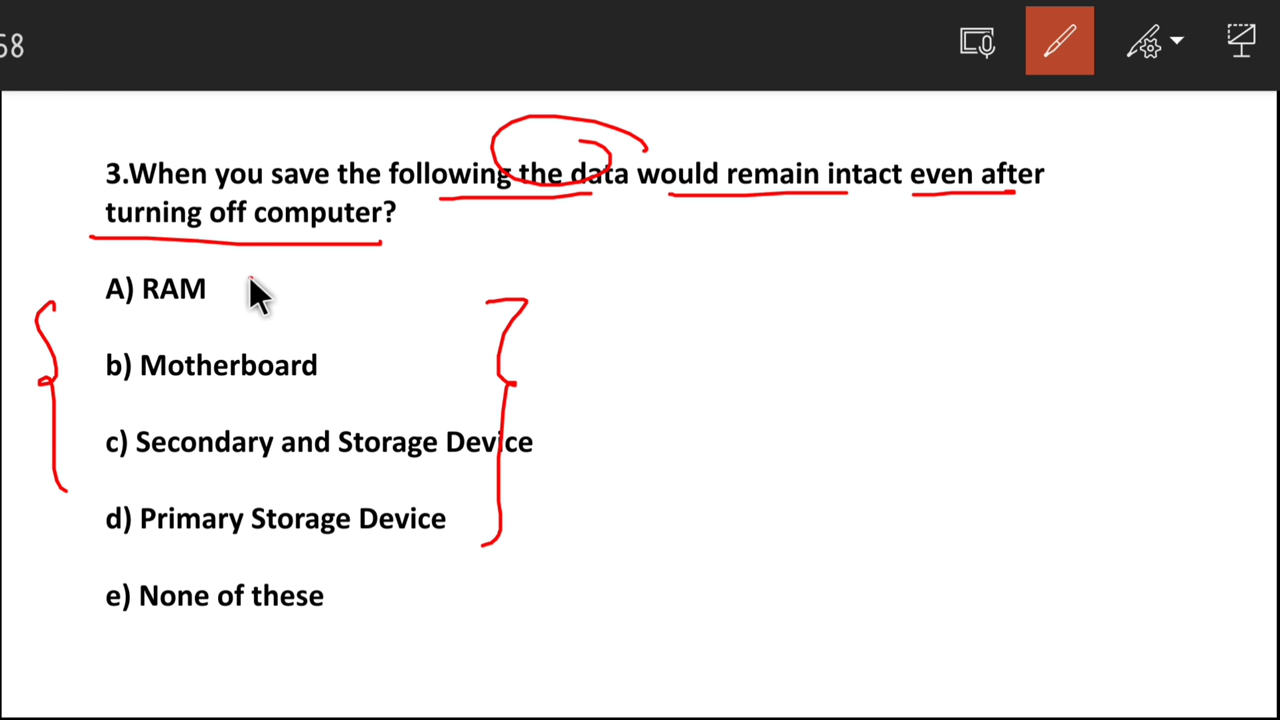 58
3.When you save the following the data would remain intact even after
turning off computer?
A) RAM
b) Motherboard
c) Secondary and Storage Device
d) Primary Storage Device
e) None of these